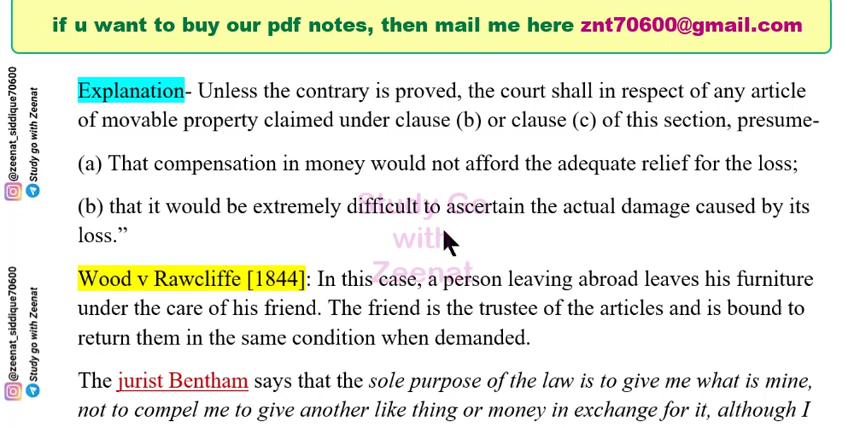 if u want to buy our pdf notes, then mail me here znt70600@gmail.com
@zeenat_siddique70600
Study go with Zeenat
Explanation- Unless the contrary is proved, the court shall in respect of any article
of movable property claimed under clause (b) or clause (c) of this section, presume-
(a) That compensation in money would not afford the adequate relief for the loss;
(b) that it would be extremely difficult to ascertain the actual damage caused by its
loss.”
Study Go
with
Zeenat
@zeenat_siddique70600
Study go with Zeenat
Wood v Rawcliffe [1844]: In this case, a person leaving abroad leaves his furniture
under the care of his friend. The friend is the trustee of the articles and is bound to
return them in the same condition when demanded.
The jurist Bentham says that the sole purpose of the law is to give me what is mine,
not to compel me to give another like thing or money in exchange for it, although I